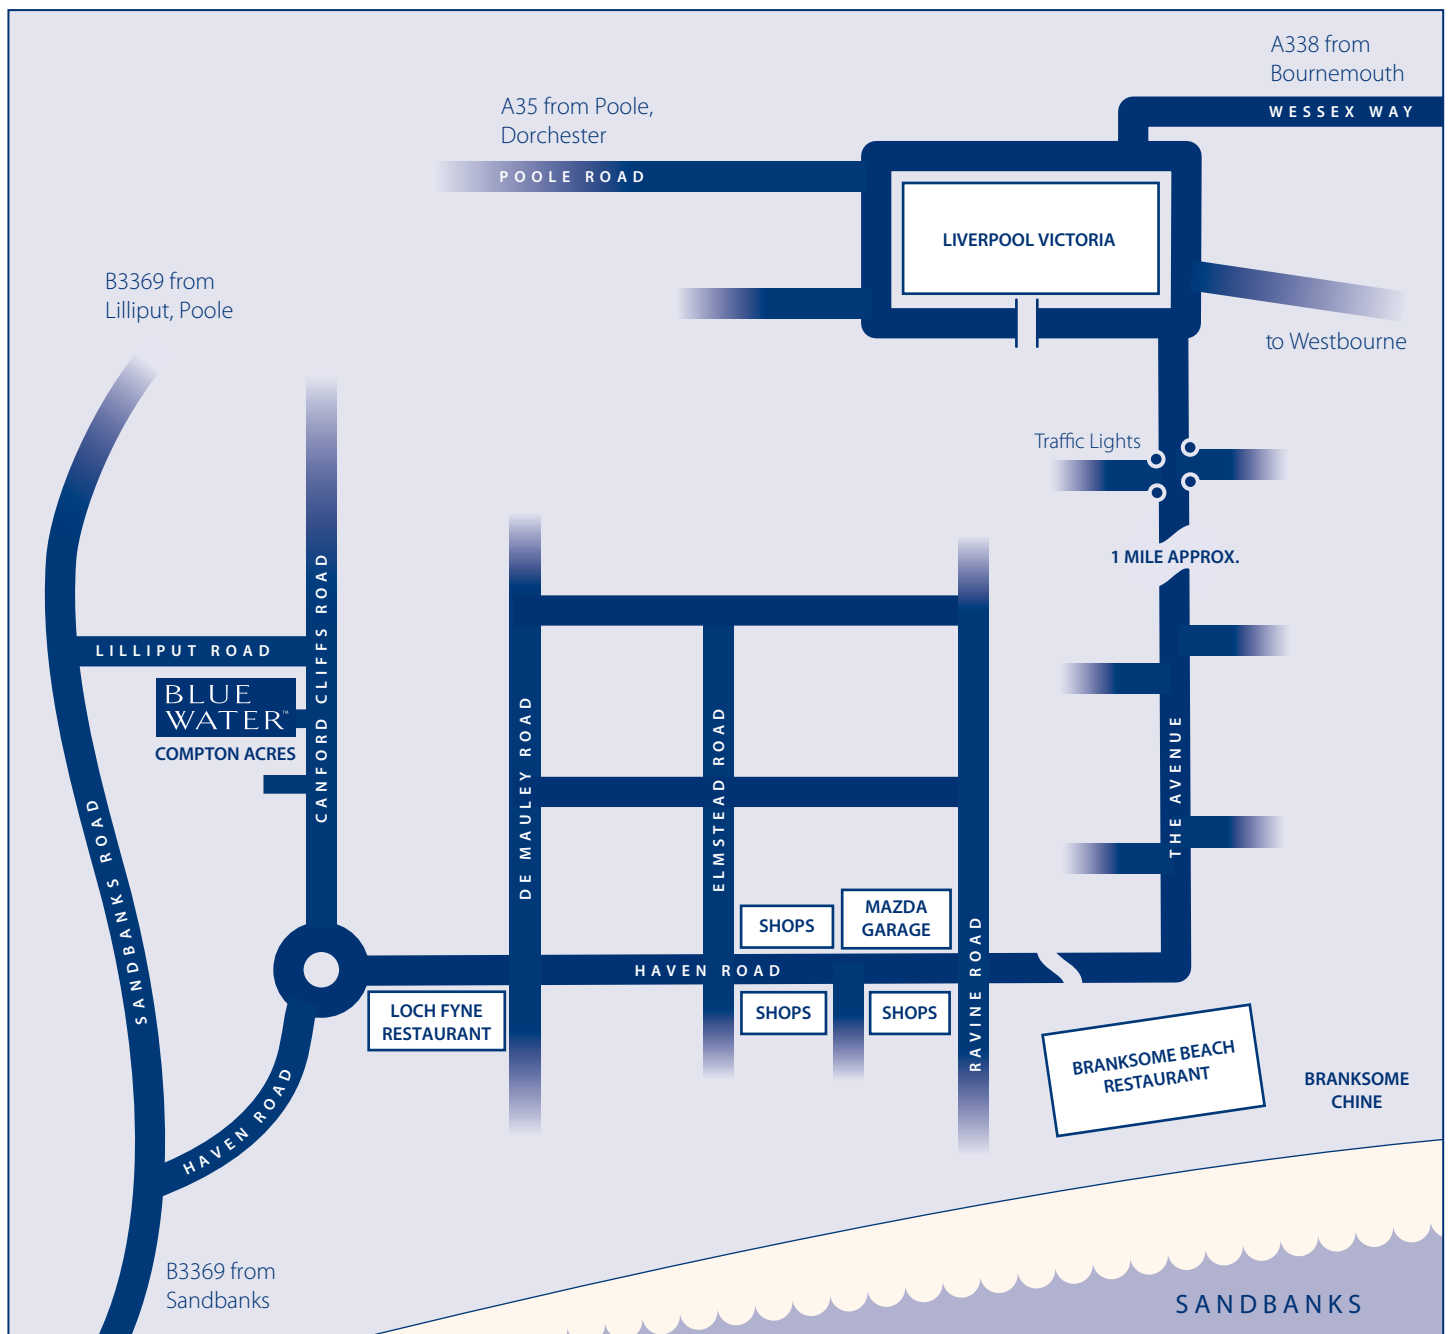 A338 from
Bournemouth
WESSEX WAY
A35 from Poole,
Dorchester
POOLE ROAD
LIVERPOOL VICTORIA
B3369 from
Lilliput, Poole
to Westbourne
Traffic Lights
1 MILE APPROX.
CANFORD CLIFFS ROAD
LILLIPUT ROAD
BLUE
WATER™
COMPTON ACRES
SANDBANKS ROAD
DE MAULEY ROAD
ELMSTEAD ROAD
THE AVENUE
SHOPS
MAZDA
GARAGE
HAVEN ROAD
RAVINE ROAD
LOCH FYNE
RESTAURANT
SHOPS
SHOPS
BRANKSOME BEACH
RESTAURANT
BRANKSOME
CHINE
HAVEN ROAD
B3369 from
Sandbanks
SANDBANKS